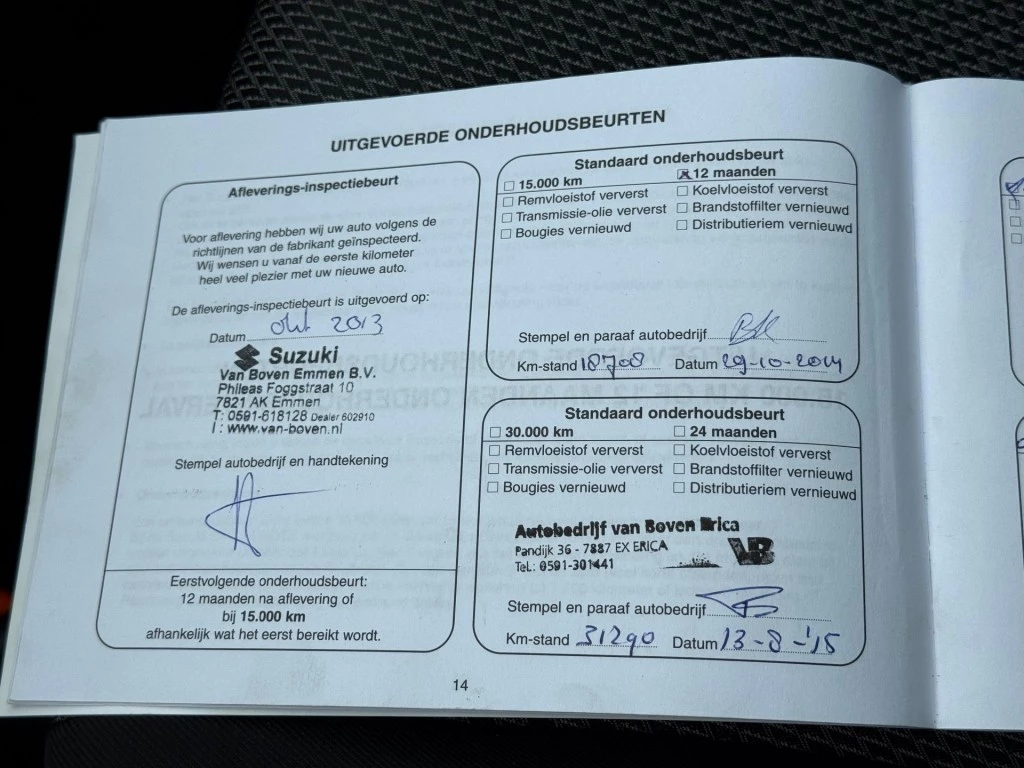 UITGEVOERDE ONDERHOUDSBEURTEN
Afleverings-inspectiebeurt
Voor aflevering hebben wij uw auto volgens de
richtlijnen van de fabrikant geïnspecteerd.
Wij wensen u vanaf de eerste kilometer
heel veel plezier met uw nieuwe auto.
De afleverings-inspectiebeurt is uitgevoerd op:
Datum okt 2013
Suzuki
Van Boven Emmen B.V.
Phileas Foggstraat 10
7821 AK Emmen
T: 0591-618128 Dealer 602910
I : www.van-boven.nl
Stempel autobedrijf en handtekening
Eerstvolgende onderhoudsbeurt:
12 maanden na aflevering of
bij 15.000 km
afhankelijk wat het eerst bereikt wordt.
Standaard onderhoudsbeurt
☐ 15.000 km ☒ 12 maanden
☐ Remvloeistof ververst ☐ Koelvloeistof ververst
☐ Transmissie-olie ververst ☐ Brandstoffilter vernieuwd
☐ Bougies vernieuwd ☐ Distributieriem vernieuwd
Stempel en paraaf autobedrijf
Km-stand 18708 Datum 29-10-2014
Standaard onderhoudsbeurt
☐ 30.000 km ☐ 24 maanden
☐ Remvloeistof ververst ☐ Koelvloeistof ververst
☐ Transmissie-olie ververst ☐ Brandstoffilter vernieuwd
☐ Bougies vernieuwd ☐ Distributieriem vernieuwd
Autobedrijf van Boven Erica
Pandijk 36 - 7887 EX ERICA
Tel.: 0591-301441
VB
Stempel en paraaf autobedrijf
Km-stand 31290 Datum 13-8-'15
14